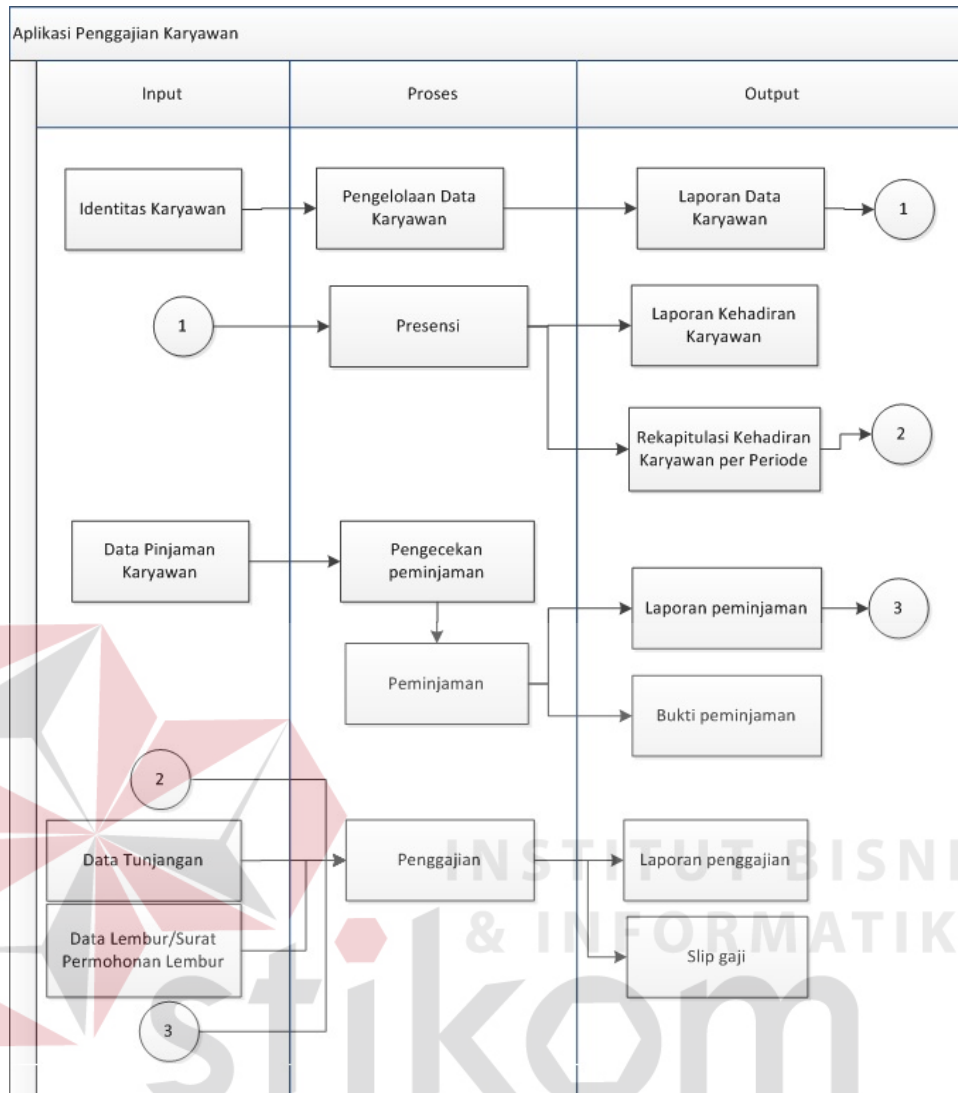 Aplikasi Penggajian Karyawan
Input
Proses
Output
Identitas Karyawan
Pengelolaan Data
Karyawan
Laporan Data
Karyawan
1
1
Presensi
Laporan Kehadiran
Karyawan
Rekapitulasi Kehadiran
Karyawan per Periode
2
Data Pinjaman
Karyawan
Pengecekan
peminjaman
Laporan peminjaman
3
Peminjaman
Bukti peminjaman
2
Data Tunjangan
Penggajian
Laporan penggajian
Data Lembur/Surat
Permohonan Lembur
Slip gaji
3
INSTITUT BISNI
& INFORMATIK
stikom